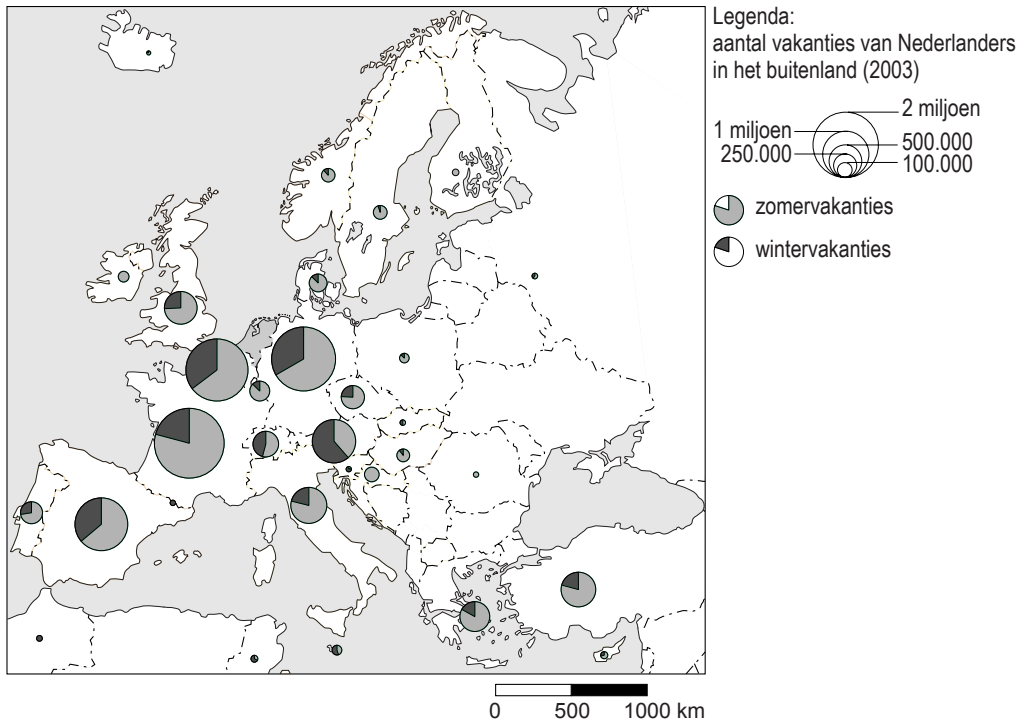 Legenda:
aantal vakanties van Nederlanders
in het buitenland (2003)
2 miljoen
1 miljoen
500.000
250.000
100.000
zomervakanties
wintervakanties
0 500 1000 km